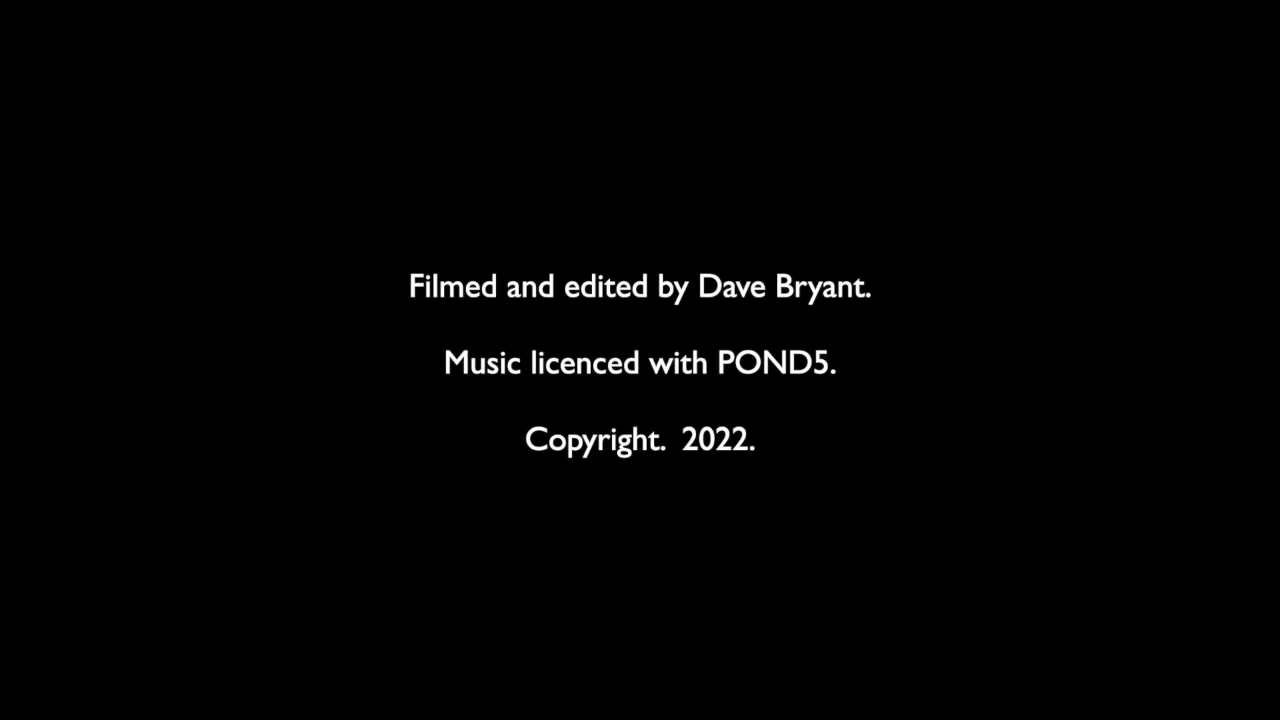 Filmed and edited by Dave Bryant.
Music licenced with POND5.
Copyright.  2022.